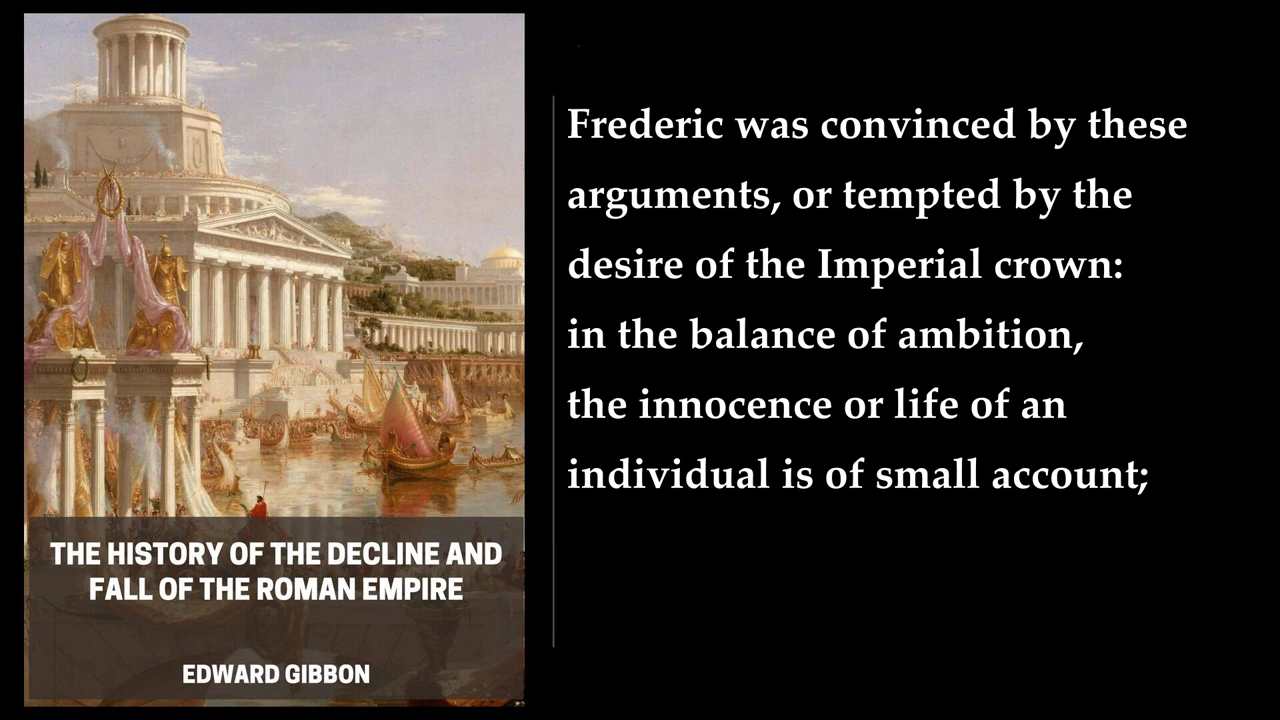 THE HISTORY OF THE DECLINE AND
FALL OF THE ROMAN EMPIRE
EDWARD GIBBON
Frederic was convinced by these
arguments, or tempted by the
desire of the Imperial crown:
in the balance of ambition,
the innocence or life of an
individual is of small account;